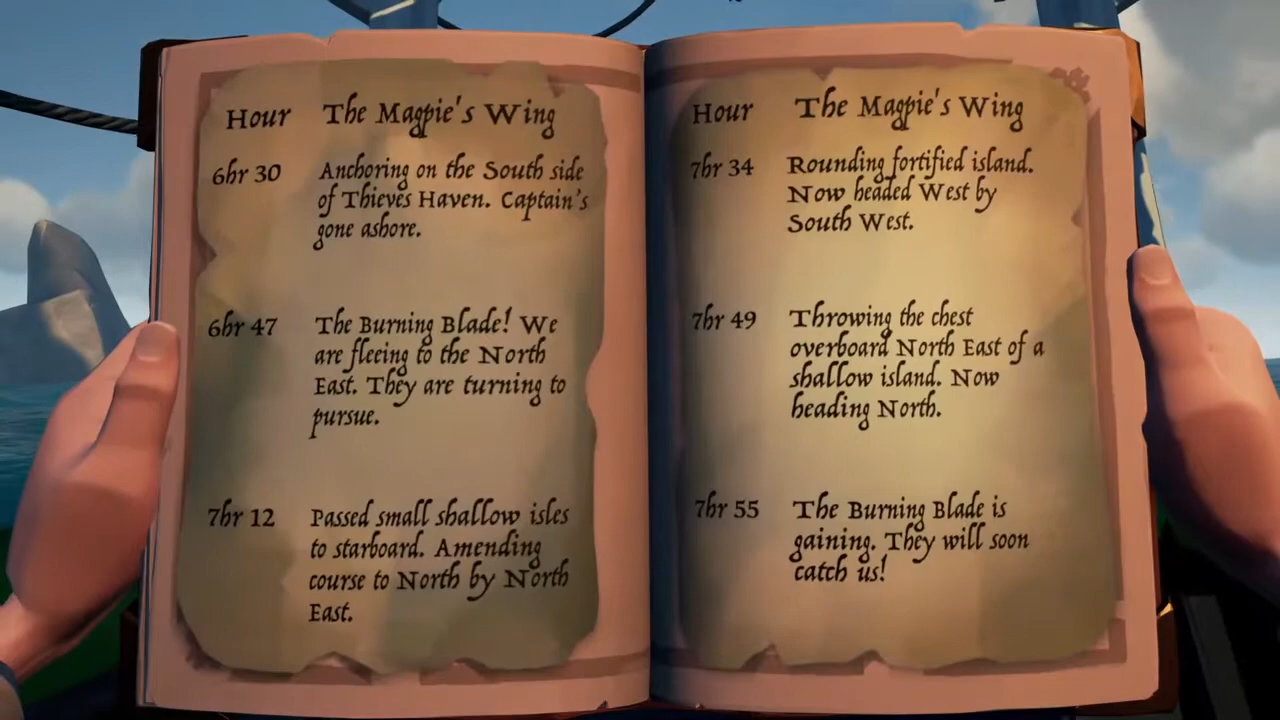 Hour The Magpie's Wing
6hr 30 Anchoring on the South side
of Thieves Haven. Captain's
gone ashore.
6hr 47 The Burning Blade! We
are fleeing to the North
East. They are turning to
pursue.
7hr 12 Passed small shallow isles
to starboard. Amending
course to North by North
East.
Hour The Magpie's Wing
7hr 34 Rounding fortified island.
Now headed West by
South West.
7hr 49 Throwing the chest
overboard North East of a
shallow island. Now
heading North.
7hr 55 The Burning Blade is
gaining. They will soon
catch us!